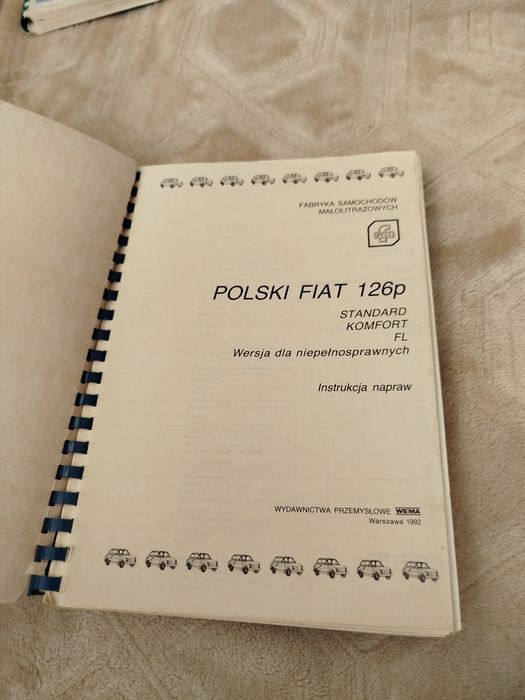 FABRYKA SAMOCHODÓW
MAŁOLITRAŻOWYCH
POLSKI FIAT 126p
STANDARD
KOMFORT
FL
Wersja dla niepełnosprawnych
Instrukcja napraw
WYDAWNICTWA PRZEMYSŁOWE WEMA
Warszawa 1992